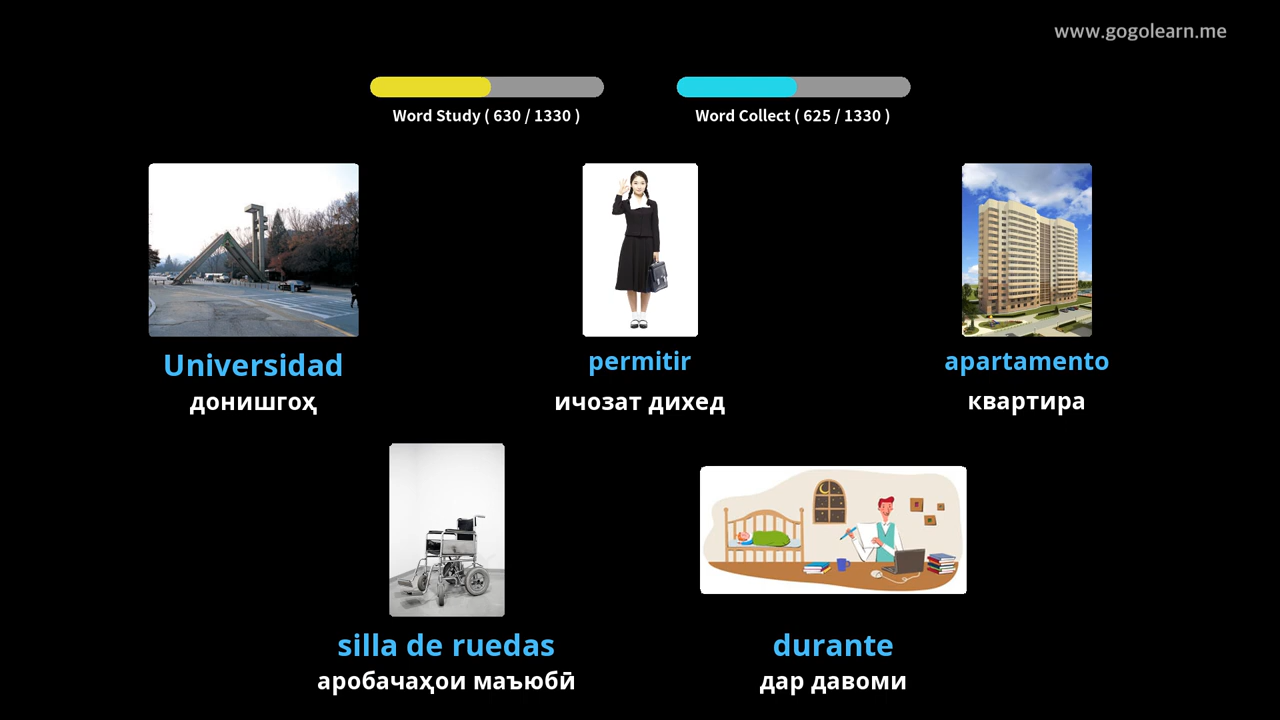 www.gogolearn.me
Word Study ( 630 / 1330 )
Word Collect ( 625 / 1330 )
Universidad
permitir
apartamento
донишгоҳ
ичозат дихед
квартира
silla de ruedas
durante
аробачаҳои маъюбӣ
дар давоми